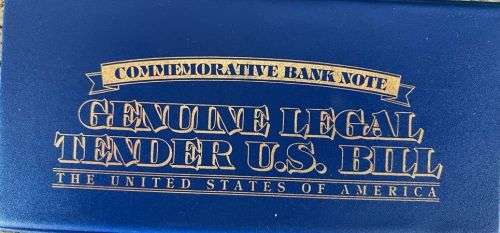 COMMEMORATIVE BANK NOTE
GENUINE LEGAL
TENDER U.S. BILL
THE UNITED STATES OF AMERICA